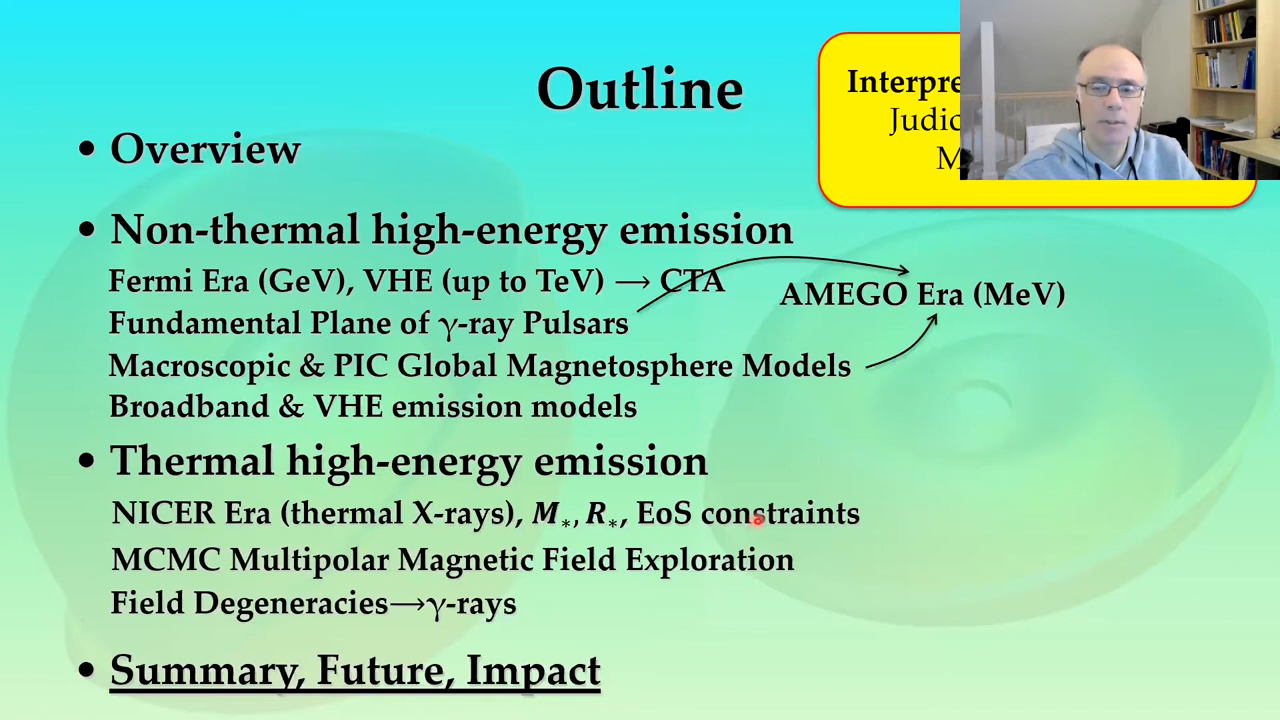 Outline
• Overview
• Non-thermal high-energy emission
Fermi Era (GeV), VHE (up to TeV) → CTA
AMEGO Era (MeV)
Fundamental Plane of γ-ray Pulsars
Macroscopic & PIC Global Magnetosphere Models
Broadband & VHE emission models
• Thermal high-energy emission
NICER Era (thermal X-rays), M*, R*, EoS constraints
MCMC Multipolar Magnetic Field Exploration
Field Degeneracies→γ-rays
• Summary, Future, Impact